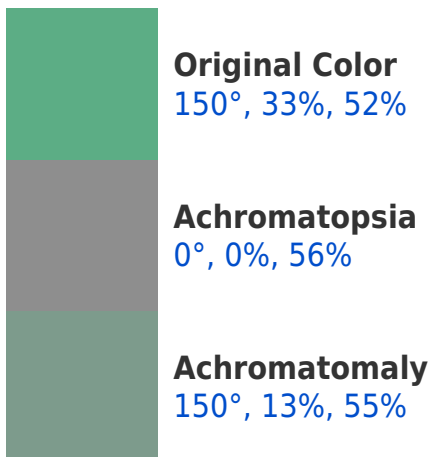 Original Color
150°, 33%, 52%
Achromatopsia
0°, 0%, 56%
Achromatomaly
150°, 13%, 55%